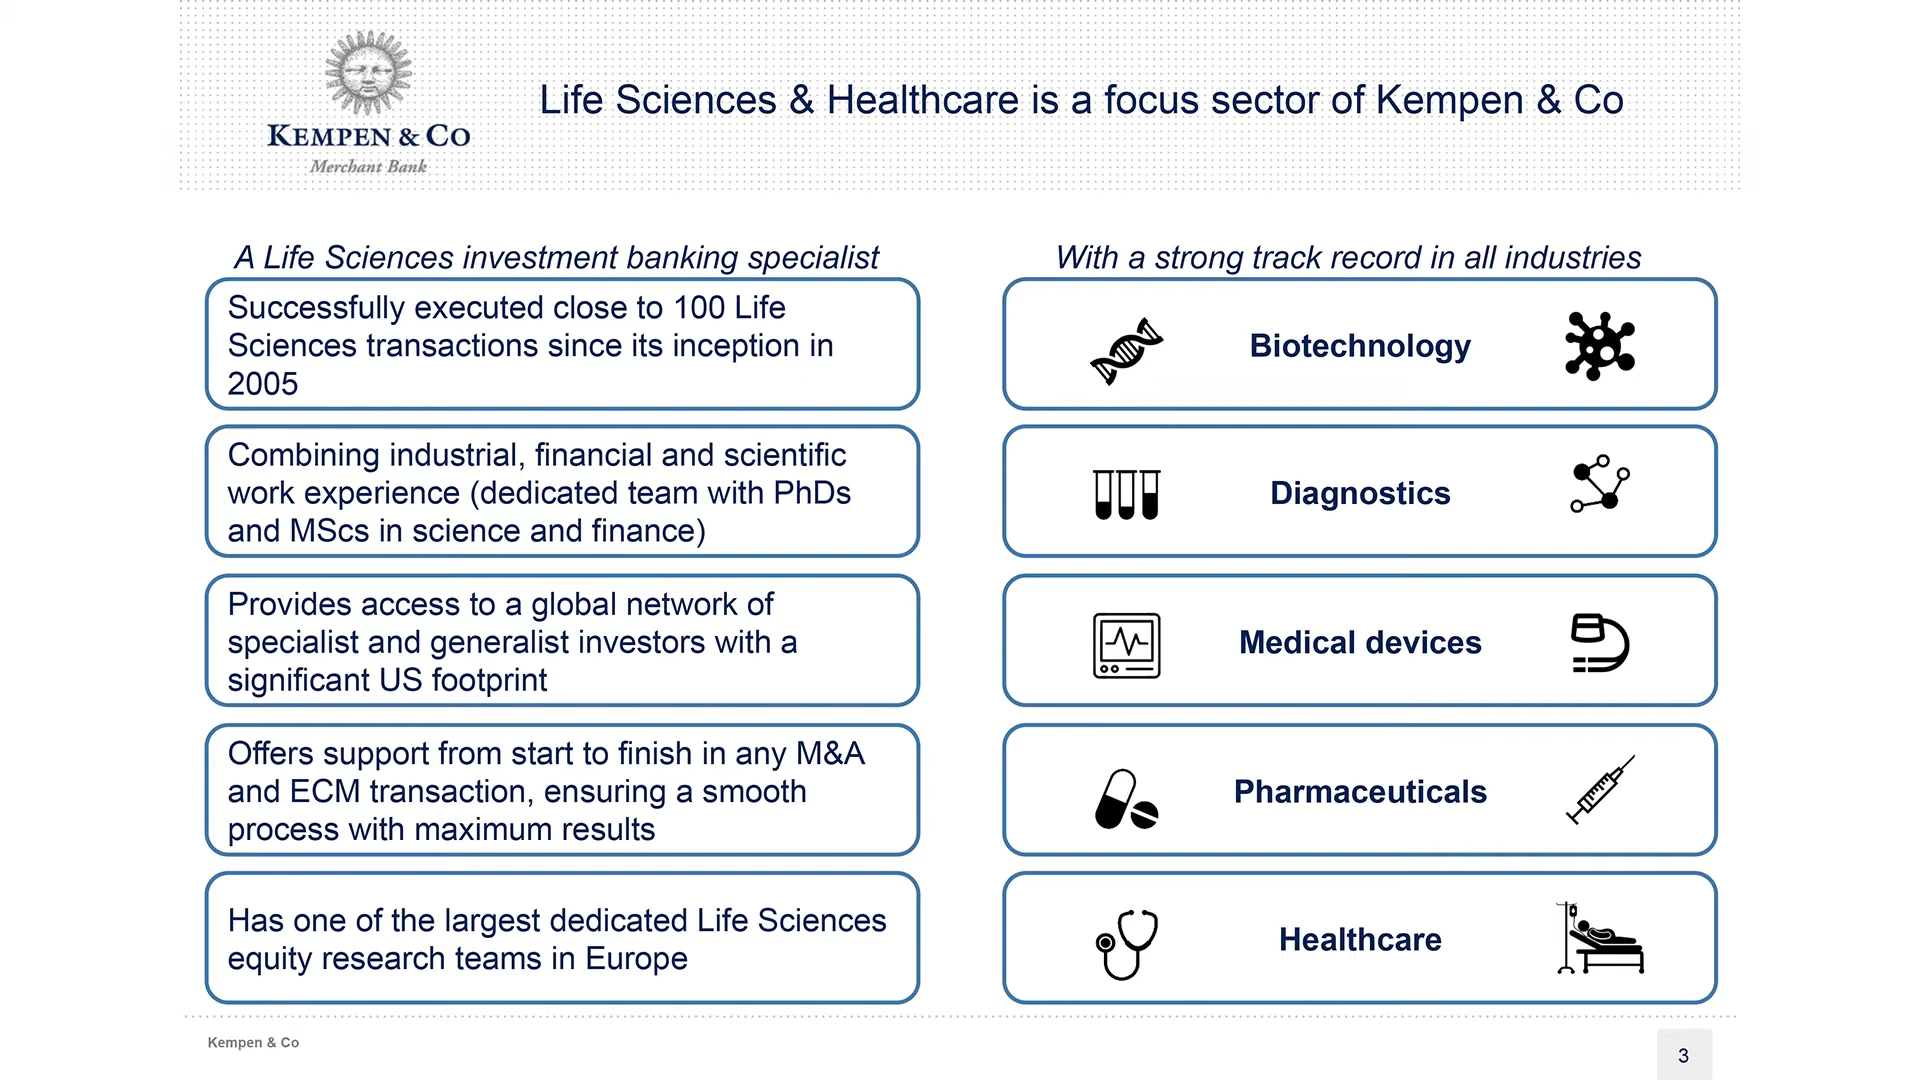 KEMPEN & CO
Merchant Bank
Life Sciences & Healthcare is a focus sector of Kempen & Co
A Life Sciences investment banking specialist
Successfully executed close to 100 Life
Sciences transactions since its inception in
2005
Combining industrial, financial and scientific
work experience (dedicated team with PhDs
and MScs in science and finance)
Provides access to a global network of
specialist and generalist investors with a
significant US footprint
Offers support from start to finish in any M&A
and ECM transaction, ensuring a smooth
process with maximum results
Has one of the largest dedicated Life Sciences
equity research teams in Europe
With a strong track record in all industries
Biotechnology
Diagnostics
Medical devices
Pharmaceuticals
Healthcare
Kempen & Co
3